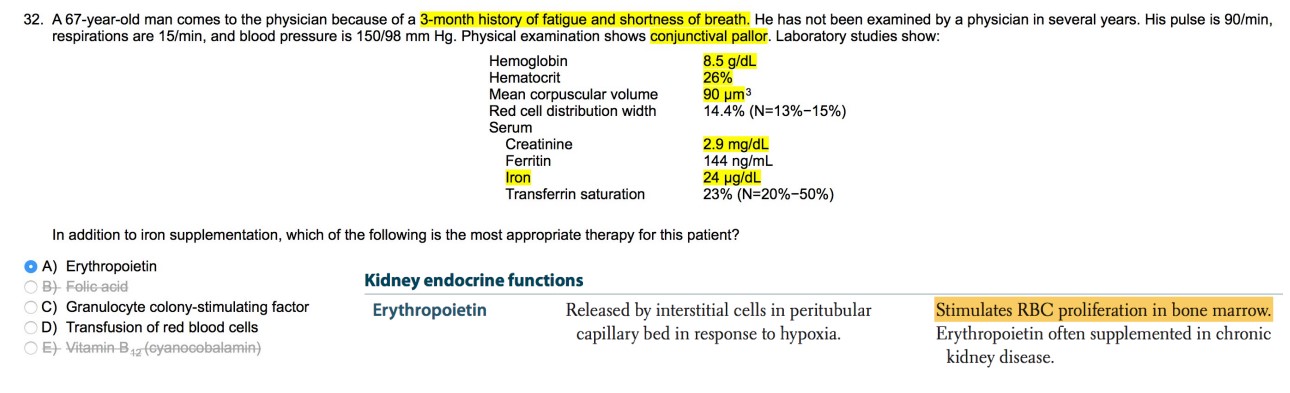 32. A 67-year-old man comes to the physician because of a 3-month history of fatigue and shortness of breath. He has not been examined by a physician in several years. His pulse is 90/min,
respirations are 15/min, and blood pressure is 150/98 mm Hg. Physical examination shows conjunctival pallor. Laboratory studies show:
Hemoglobin 8.5 g/dL
Hematocrit 26%
Mean corpuscular volume 90 µm³
Red cell distribution width 14.4% (N=13%−15%)
Serum
Creatinine 2.9 mg/dL
Ferritin 144 ng/mL
Iron 24 µg/dL
Transferrin saturation 23% (N=20%−50%)
In addition to iron supplementation, which of the following is the most appropriate therapy for this patient?
A) Erythropoietin
B) Folic acid
C) Granulocyte colony-stimulating factor
D) Transfusion of red blood cells
E) Vitamin B₁₂ (cyanocobalamin)
Kidney endocrine functions
Erythropoietin Released by interstitial cells in peritubular Stimulates RBC proliferation in bone marrow.
capillary bed in response to hypoxia. Erythropoietin often supplemented in chronic
kidney disease.